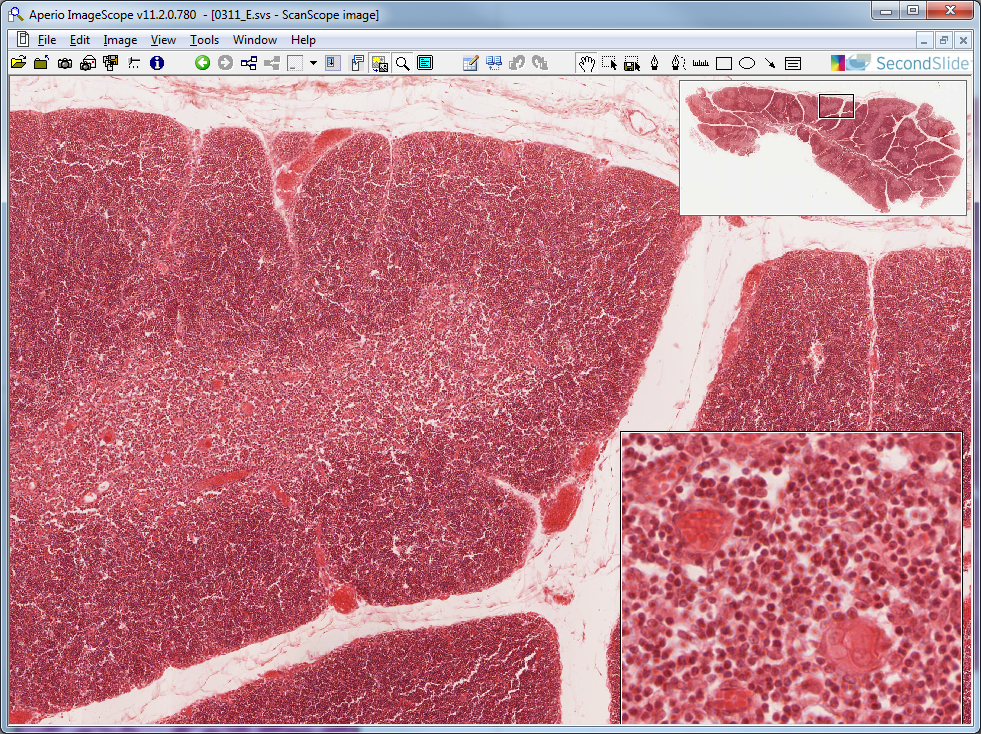 Aperio ImageScope v11.2.0.780 - [0311_E.svs - ScanScope image]
File Edit Image View Tools Window Help
SecondSlide